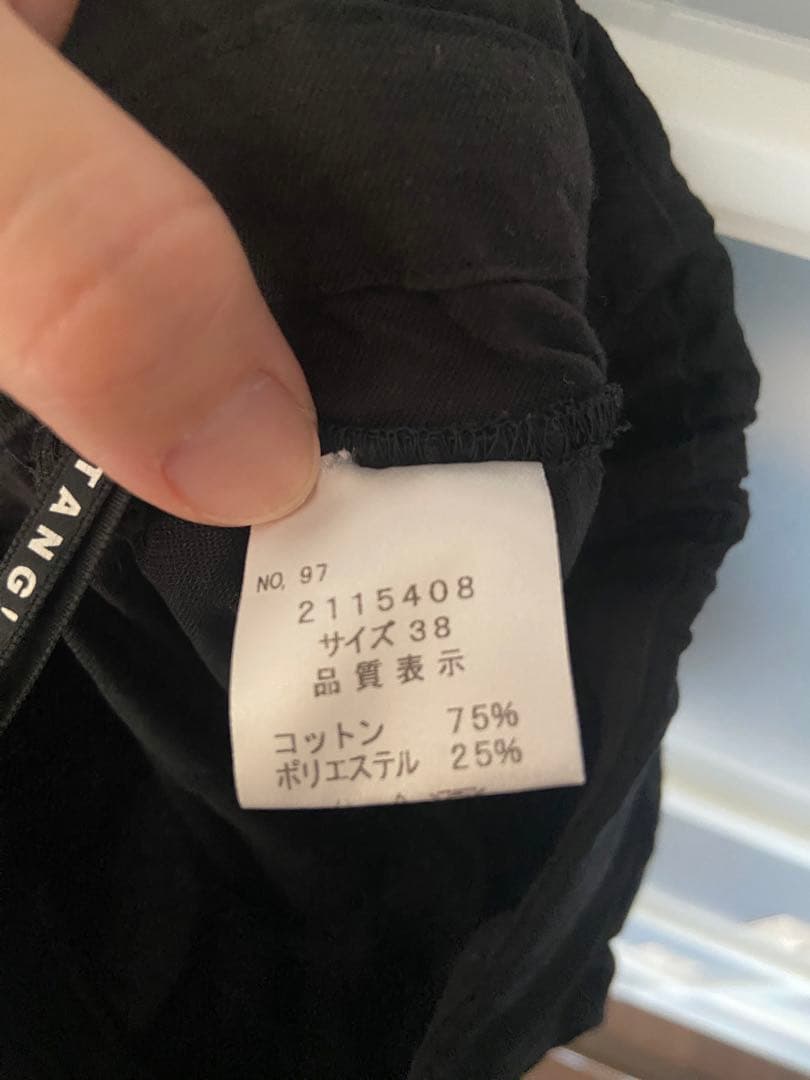 NO, 97
2115408
サイズ 38
品質表示
コットン 75%
ポリエステル 25%
TANG!